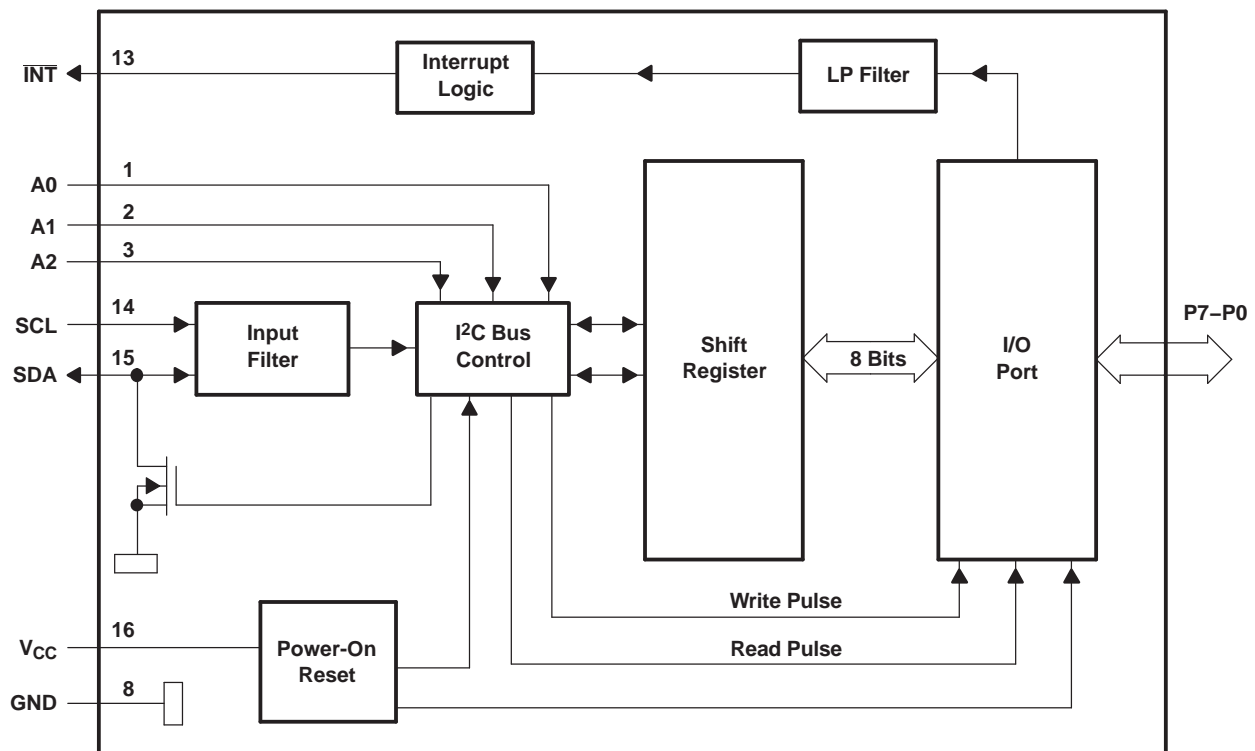 INT
13
Interrupt
Logic
LP Filter
A0
1
A1
2
A2
3
SCL
14
SDA
15
Input
Filter
I²C Bus
Control
Shift
Register
8 Bits
I/O
Port
P7–P0
Write Pulse
Read Pulse
VCC
16
Power-On
Reset
GND
8